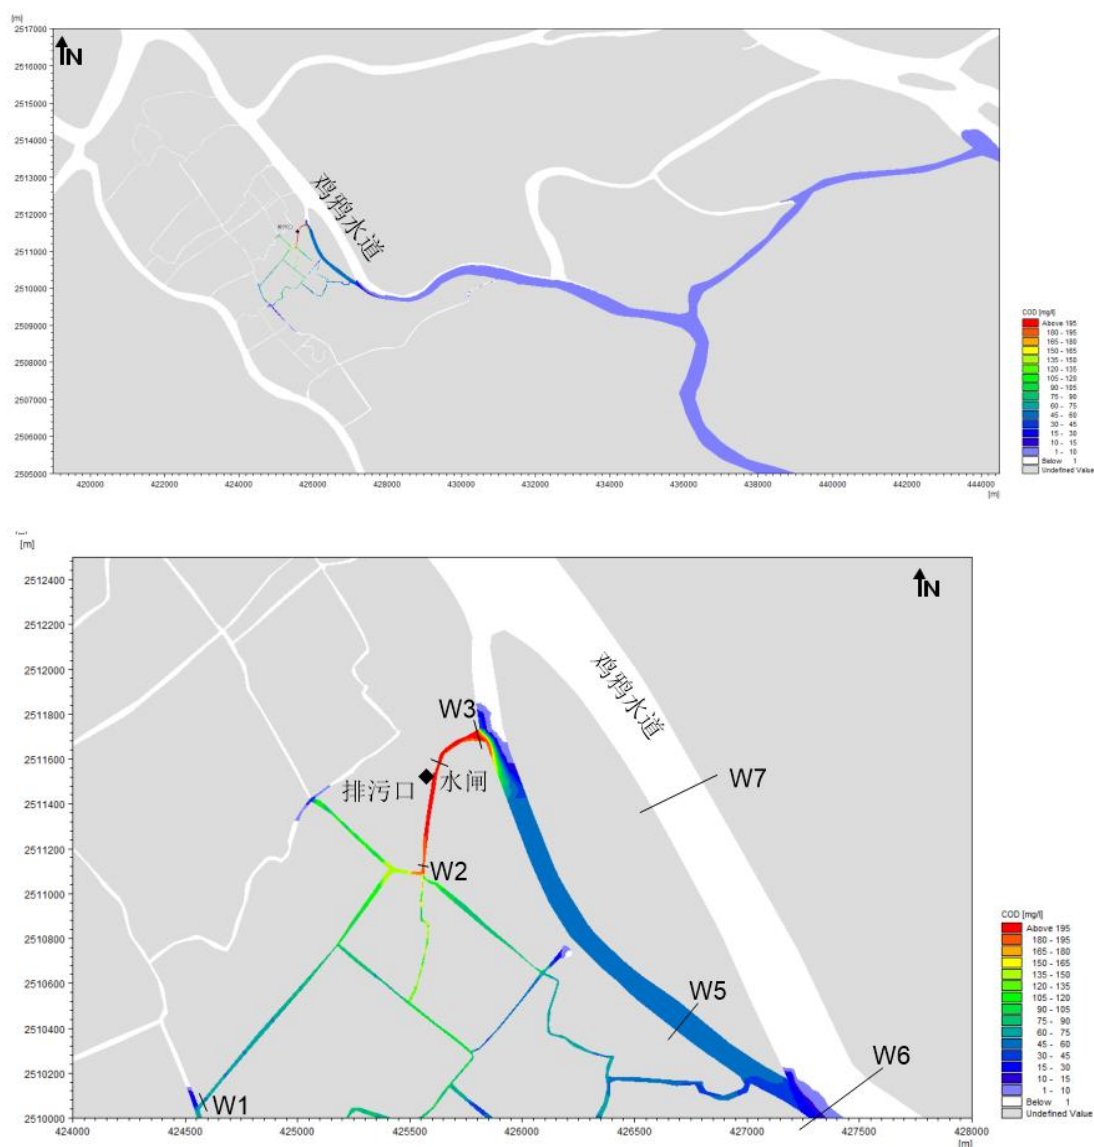 [m]
2517000
N
2516000
2515000
2514000
2513000
鸡鸦水道
2512000
2511000
2510000
2509000
COD [mg/l]
Above 195
180 - 195
2508000
165 - 180
150 - 165
135 - 150
120 - 135
105 - 120
2507000
90 - 105
75 - 90
60 - 75
45 - 60
2506000
30 - 45
15 - 30
10 - 15
1 - 10
Below 1
2505000
Undefined Value
420000 422000 424000 426000 428000 430000 432000 434000 436000 438000 440000 442000 444000
[m]
[m]
2512400
N
2512200
2512000
鸡鸦水道
2511800
W3
2511600
W7
排污口
水闸
2511400
2511200
W2
2511000
COD [mg/l]
Above 195
2510800
180 - 195
165 - 180
150 - 165
2510600
135 - 150
W5
120 - 135
105 - 120
2510400
90 - 105
75 - 90
60 - 75
W6
45 - 60
2510200
30 - 45
15 - 30
W1
10 - 15
1 - 10
2510000
Below 1
Undefined Value
424000 424500 425000 425500 426000 426500 427000 427500 428000
[m]